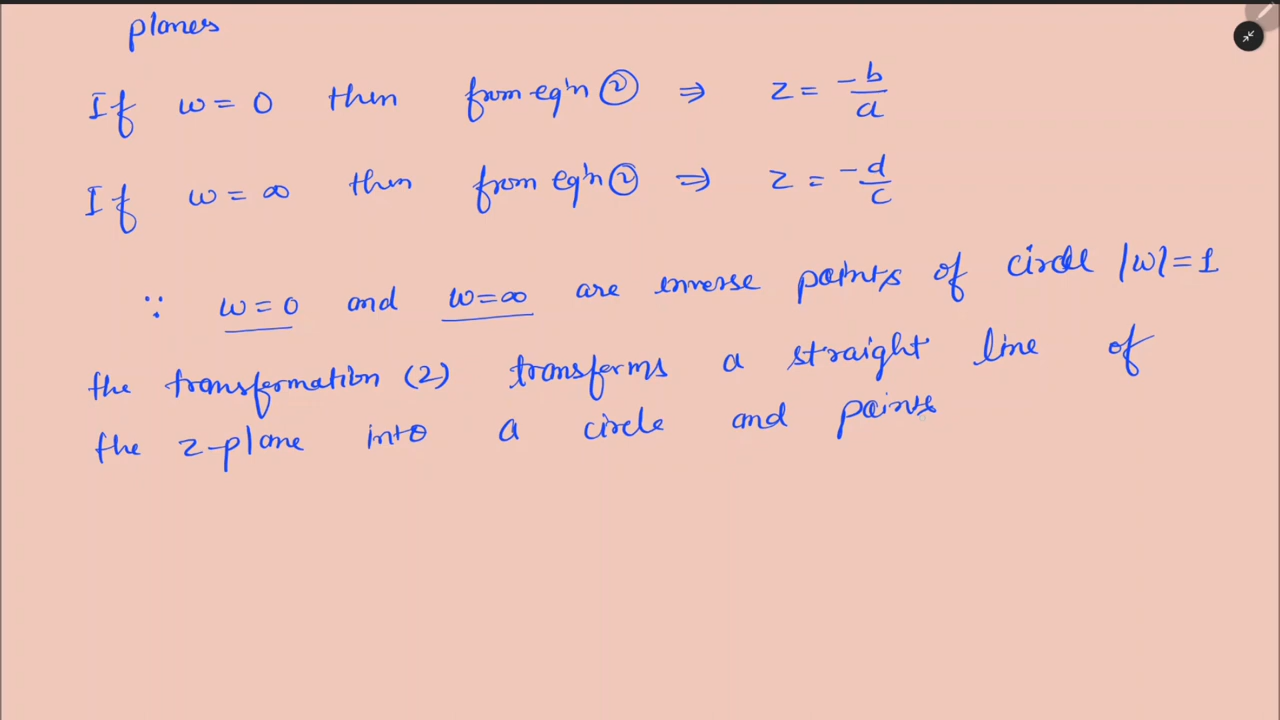 planes
If w = 0 then from eq'n ② ⇒ z = -b/a
If w = ∞ then from eq'n ② ⇒ z = -d/c
∵ w = 0 and w = ∞ are inverse points of circle |w| = 1
the transformation (2) transforms a straight line of
the z-plane into a circle and points